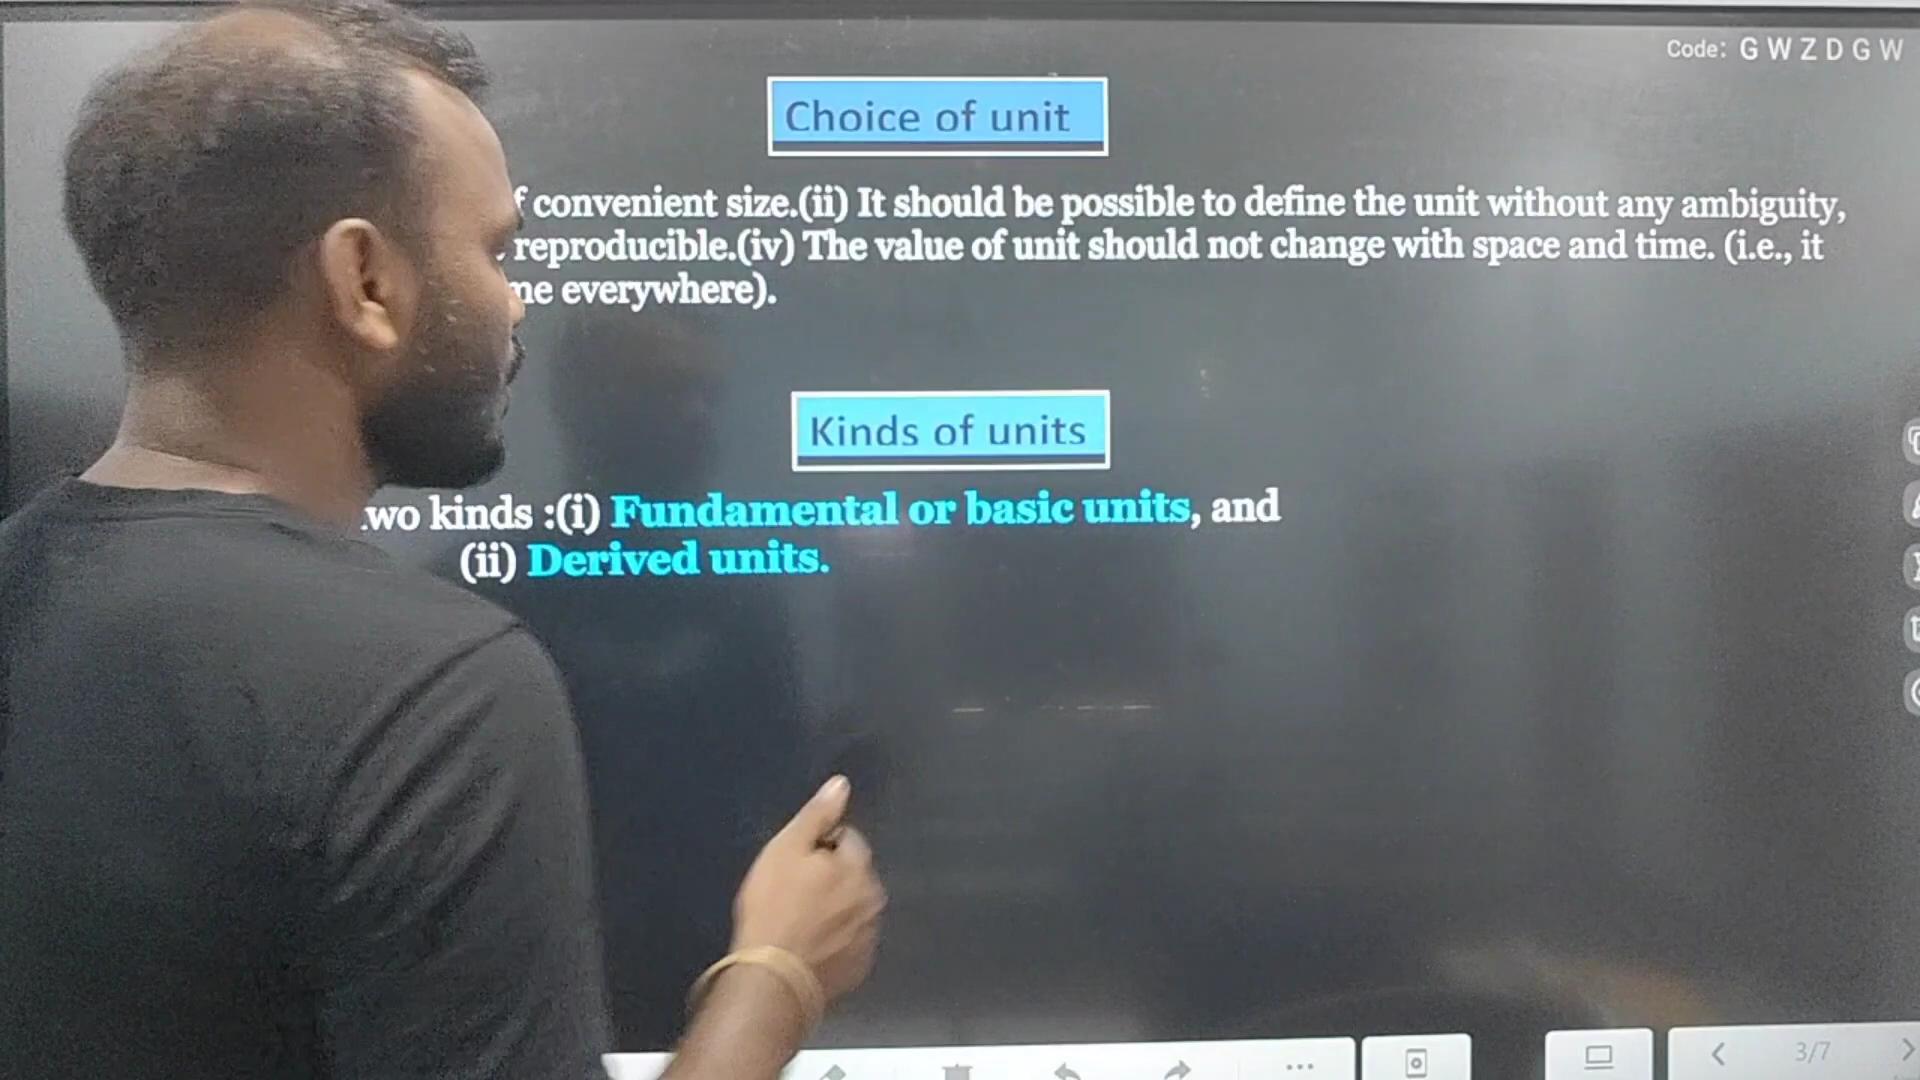 Code: G W Z D G W
Choice of unit
convenient size.(ii) It should be possible to define the unit without any ambiguity,
reproducible.(iv) The value of unit should not change with space and time. (i.e., it
everywhere).
Kinds of units
kinds :(i) Fundamental or basic units, and
(ii) Derived units.
3/7